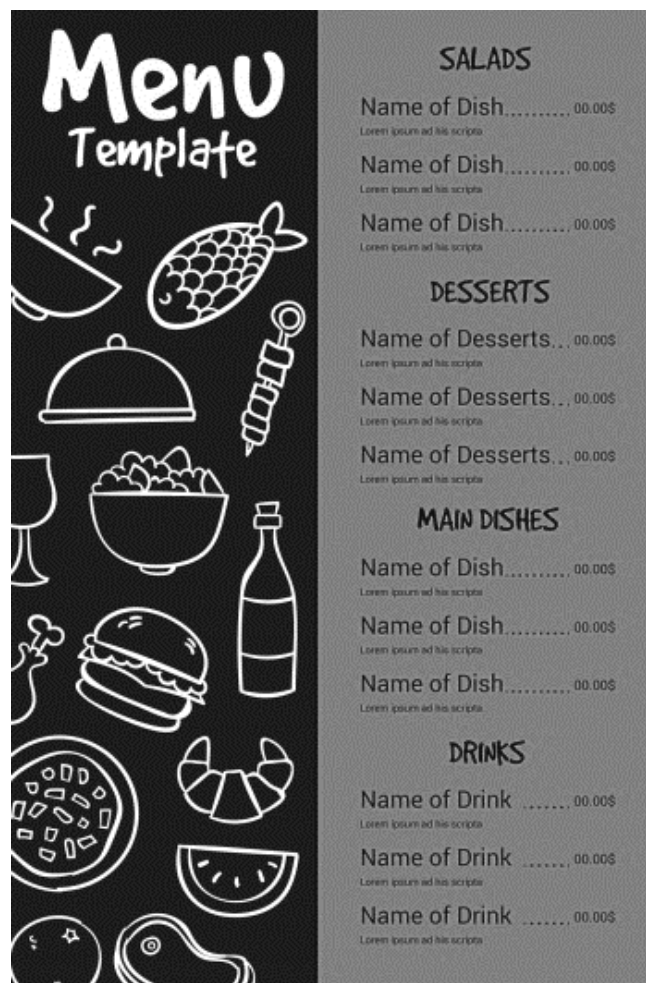 Menu
Template
SALADS
Name of Dish.......... 00.00$
Lorem ipsum ad his scripta
Name of Dish.......... 00.00$
Lorem ipsum ad his scripta
Name of Dish.......... 00.00$
Lorem ipsum ad his scripta
DESSERTS
Name of Desserts... 00.00$
Lorem ipsum ad his scripta
Name of Desserts... 00.00$
Lorem ipsum ad his scripta
Name of Desserts... 00.00$
Lorem ipsum ad his scripta
MAIN DISHES
Name of Dish.......... 00.00$
Lorem ipsum ad his scripta
Name of Dish.......... 00.00$
Lorem ipsum ad his scripta
Name of Dish.......... 00.00$
Lorem ipsum ad his scripta
DRINKS
Name of Drink ....... 00.00$
Lorem ipsum ad his scripta
Name of Drink ....... 00.00$
Lorem ipsum ad his scripta
Name of Drink ....... 00.00$
Lorem ipsum ad his scripta